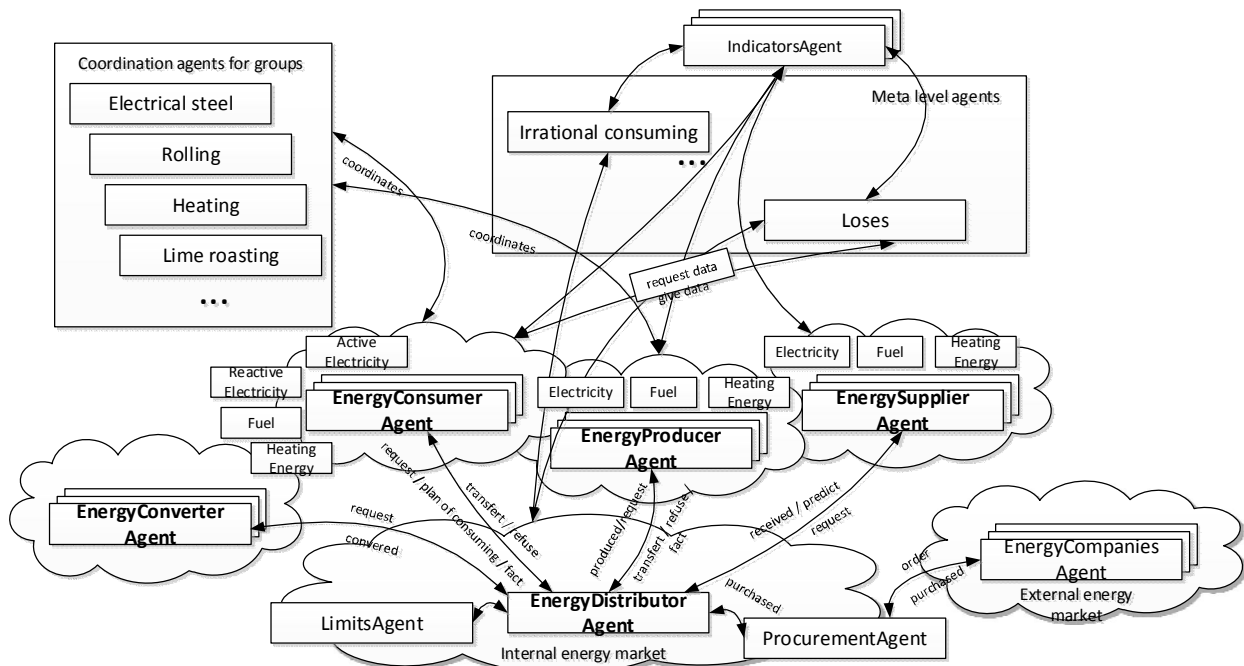 Coordination agents for groups
Electrical steel
Rolling
Heating
Lime roasting
...
IndicatorsAgent
Meta level agents
Irrational consuming
...
Loses
coordinates
coordinates
request data
give data
Active
Electricity
Reactive
Electricity
Fuel
Heating
Energy
EnergyConsumer
Agent
Electricity
Fuel
Heating
Energy
EnergyProducer
Agent
Electricity
Fuel
Heating
Energy
EnergySupplier
Agent
EnergyConverter
Agent
request
convered
request / plan of consuming / fact
transfert / refuse
produced/request
transfert / refuse /
fact
received / predict
request
EnergyCompanies
Agent
External energy
market
order
purchased
purchased
LimitsAgent
EnergyDistributor
Agent
ProcurementAgent
Internal energy market